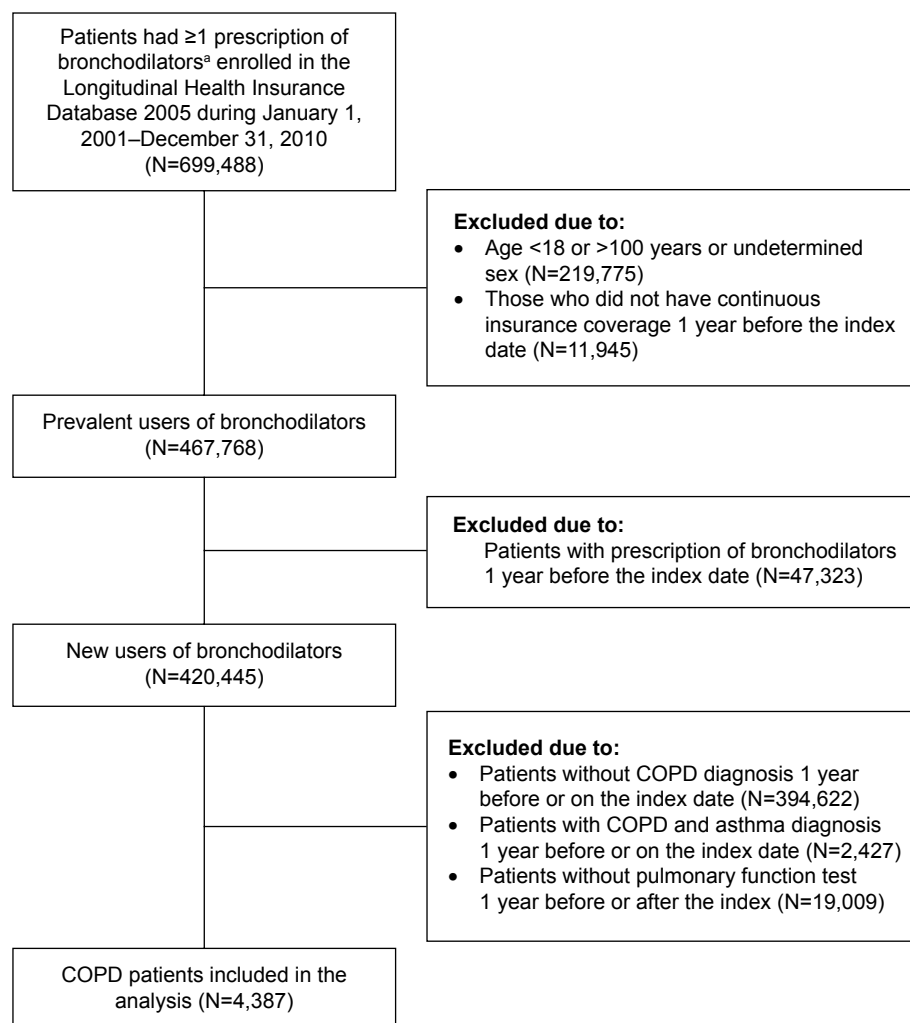 Patients had ≥1 prescription of
bronchodilatorsᵃ enrolled in the
Longitudinal Health Insurance
Database 2005 during January 1,
2001–December 31, 2010
(N=699,488)
Excluded due to:
• Age <18 or >100 years or undetermined
sex (N=219,775)
• Those who did not have continuous
insurance coverage 1 year before the index
date (N=11,945)
Prevalent users of bronchodilators
(N=467,768)
Excluded due to:
Patients with prescription of bronchodilators
1 year before the index date (N=47,323)
New users of bronchodilators
(N=420,445)
Excluded due to:
• Patients without COPD diagnosis 1 year
before or on the index date (N=394,622)
• Patients with COPD and asthma diagnosis
1 year before or on the index date (N=2,427)
• Patients without pulmonary function test
1 year before or after the index (N=19,009)
COPD patients included in the
analysis (N=4,387)